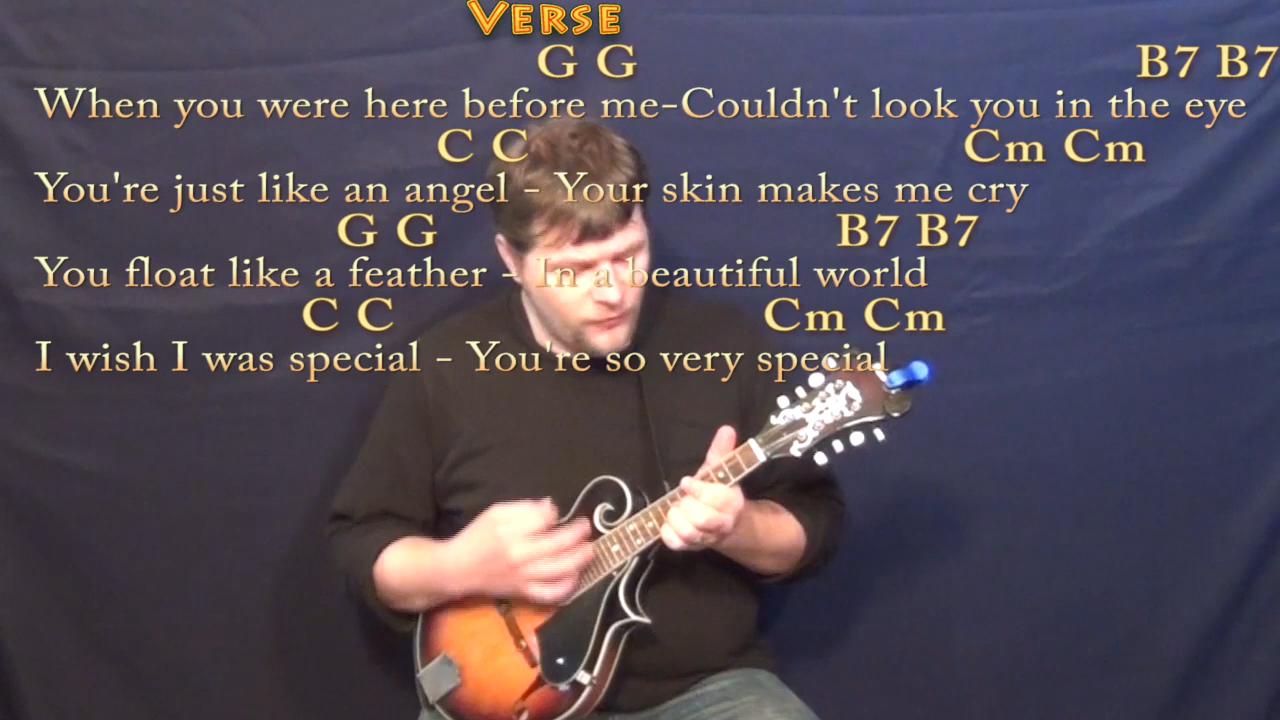 VERSE
G G B7 B7
When you were here before me-Couldn't look you in the eye
C C Cm Cm
You're just like an angel - Your skin makes me cry
G G B7 B7
You float like a feather - In a beautiful world
C C Cm Cm
I wish I was special - You're so very special